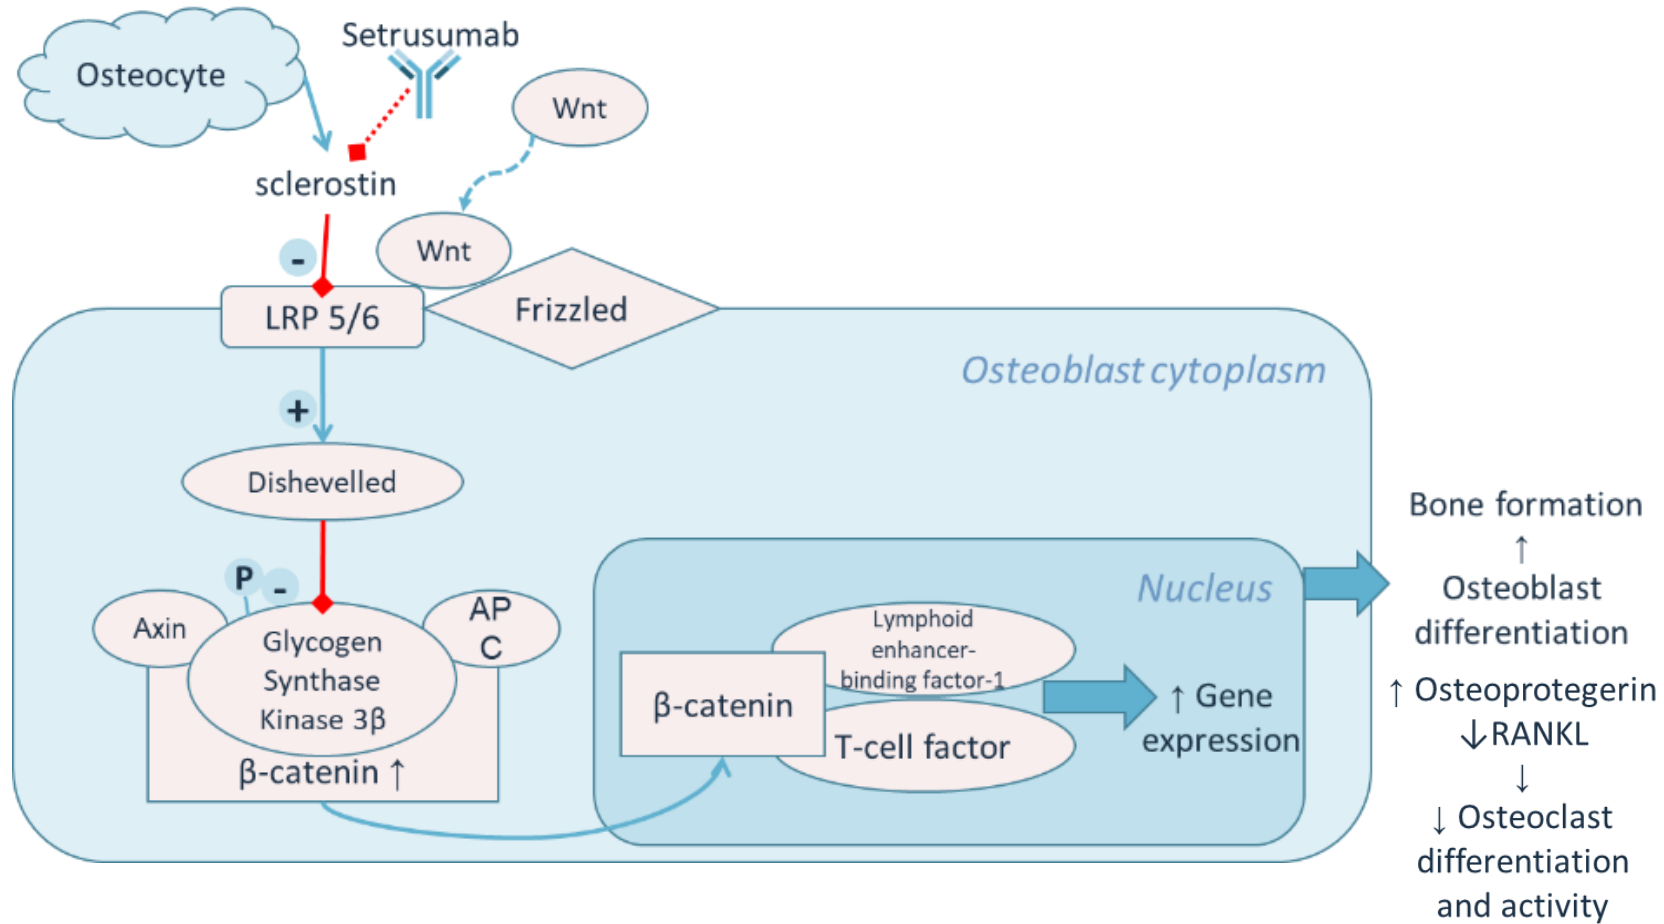 Osteocyte
Setrusumab
Wnt
sclerostin
-
Wnt
LRP 5/6
Frizzled
Osteoblast cytoplasm
+
Dishevelled
P
-
Axin
Glycogen
Synthase
Kinase 3β
AP
C
β-catenin ↑
Nucleus
Lymphoid
enhancer-
binding factor-1
β-catenin
T-cell factor
↑ Gene
expression
Bone formation
↑
Osteoblast
differentiation
↑ Osteoprotegerin
↓RANKL
↓
↓ Osteoclast
differentiation
and activity